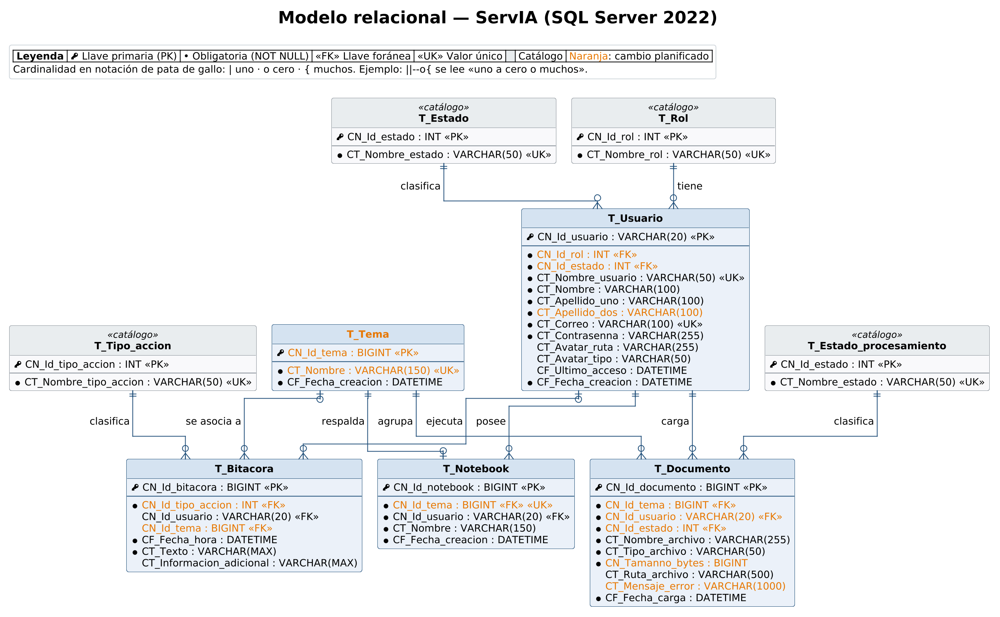 Modelo relacional — ServIA (SQL Server 2022)
Leyenda Llave primaria (PK) • Obligatoria (NOT NULL) «FK» Llave foránea «UK» Valor único Catálogo Naranja: cambio planificado
Cardinalidad en notación de pata de gallo: | uno · o cero · { muchos. Ejemplo: ||--o{ se lee «uno a cero o muchos».
«catálogo»
T_Estado
CN_Id_estado : INT «PK»
CT_Nombre_estado : VARCHAR(50) «UK»
«catálogo»
T_Rol
CN_Id_rol : INT «PK»
CT_Nombre_rol : VARCHAR(50) «UK»
clasifica
tiene
T_Usuario
CN_Id_usuario : VARCHAR(20) «PK»
CN_Id_rol : INT «FK»
CN_Id_estado : INT «FK»
CT_Nombre_usuario : VARCHAR(50) «UK»
CT_Nombre : VARCHAR(100)
CT_Apellido_uno : VARCHAR(100)
CT_Apellido_dos : VARCHAR(100)
CT_Correo : VARCHAR(100) «UK»
CT_Contrasenna : VARCHAR(255)
CT_Avatar_ruta : VARCHAR(255)
CT_Avatar_tipo : VARCHAR(50)
CF_Ultimo_acceso : DATETIME
CF_Fecha_creacion : DATETIME
«catálogo»
T_Tipo_accion
CN_Id_tipo_accion : INT «PK»
CT_Nombre_tipo_accion : VARCHAR(50) «UK»
T_Tema
CN_Id_tema : BIGINT «PK»
CT_Nombre : VARCHAR(150) «UK»
CF_Fecha_creacion : DATETIME
«catálogo»
T_Estado_procesamiento
CN_Id_estado : INT «PK»
CT_Nombre_estado : VARCHAR(50) «UK»
clasifica
se asocia a
respalda
agrupa
ejecuta
posee
carga
clasifica
T_Bitacora
CN_Id_bitacora : BIGINT «PK»
CN_Id_tipo_accion : INT «FK»
CN_Id_usuario : VARCHAR(20) «FK»
CN_Id_tema : BIGINT «FK»
CF_Fecha_hora : DATETIME
CT_Texto : VARCHAR(MAX)
CT_Informacion_adicional : VARCHAR(MAX)
T_Notebook
CN_Id_notebook : BIGINT «PK»
CN_Id_tema : BIGINT «FK» «UK»
CN_Id_usuario : VARCHAR(20) «FK»
CT_Nombre : VARCHAR(150)
CF_Fecha_creacion : DATETIME
T_Documento
CN_Id_documento : BIGINT «PK»
CN_Id_tema : BIGINT «FK»
CN_Id_usuario : VARCHAR(20) «FK»
CN_Id_estado : INT «FK»
CT_Nombre_archivo : VARCHAR(255)
CT_Tipo_archivo : VARCHAR(50)
CN_Tamanno_bytes : BIGINT
CT_Ruta_archivo : VARCHAR(500)
CT_Mensaje_error : VARCHAR(1000)
CF_Fecha_carga : DATETIME